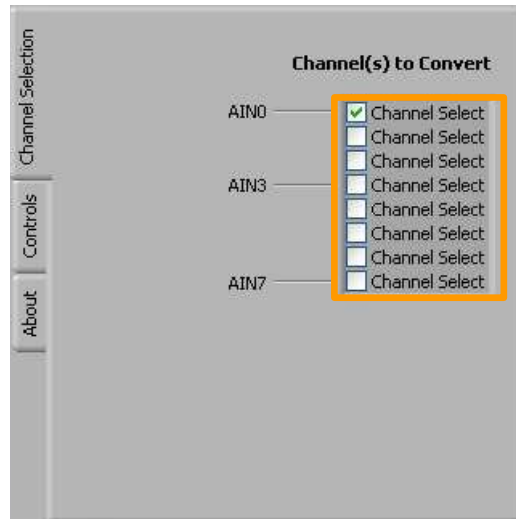 Channel Selection
Controls
About
Channel(s) to Convert
AIN0
Channel Select
Channel Select
Channel Select
AIN3
Channel Select
Channel Select
Channel Select
Channel Select
AIN7
Channel Select